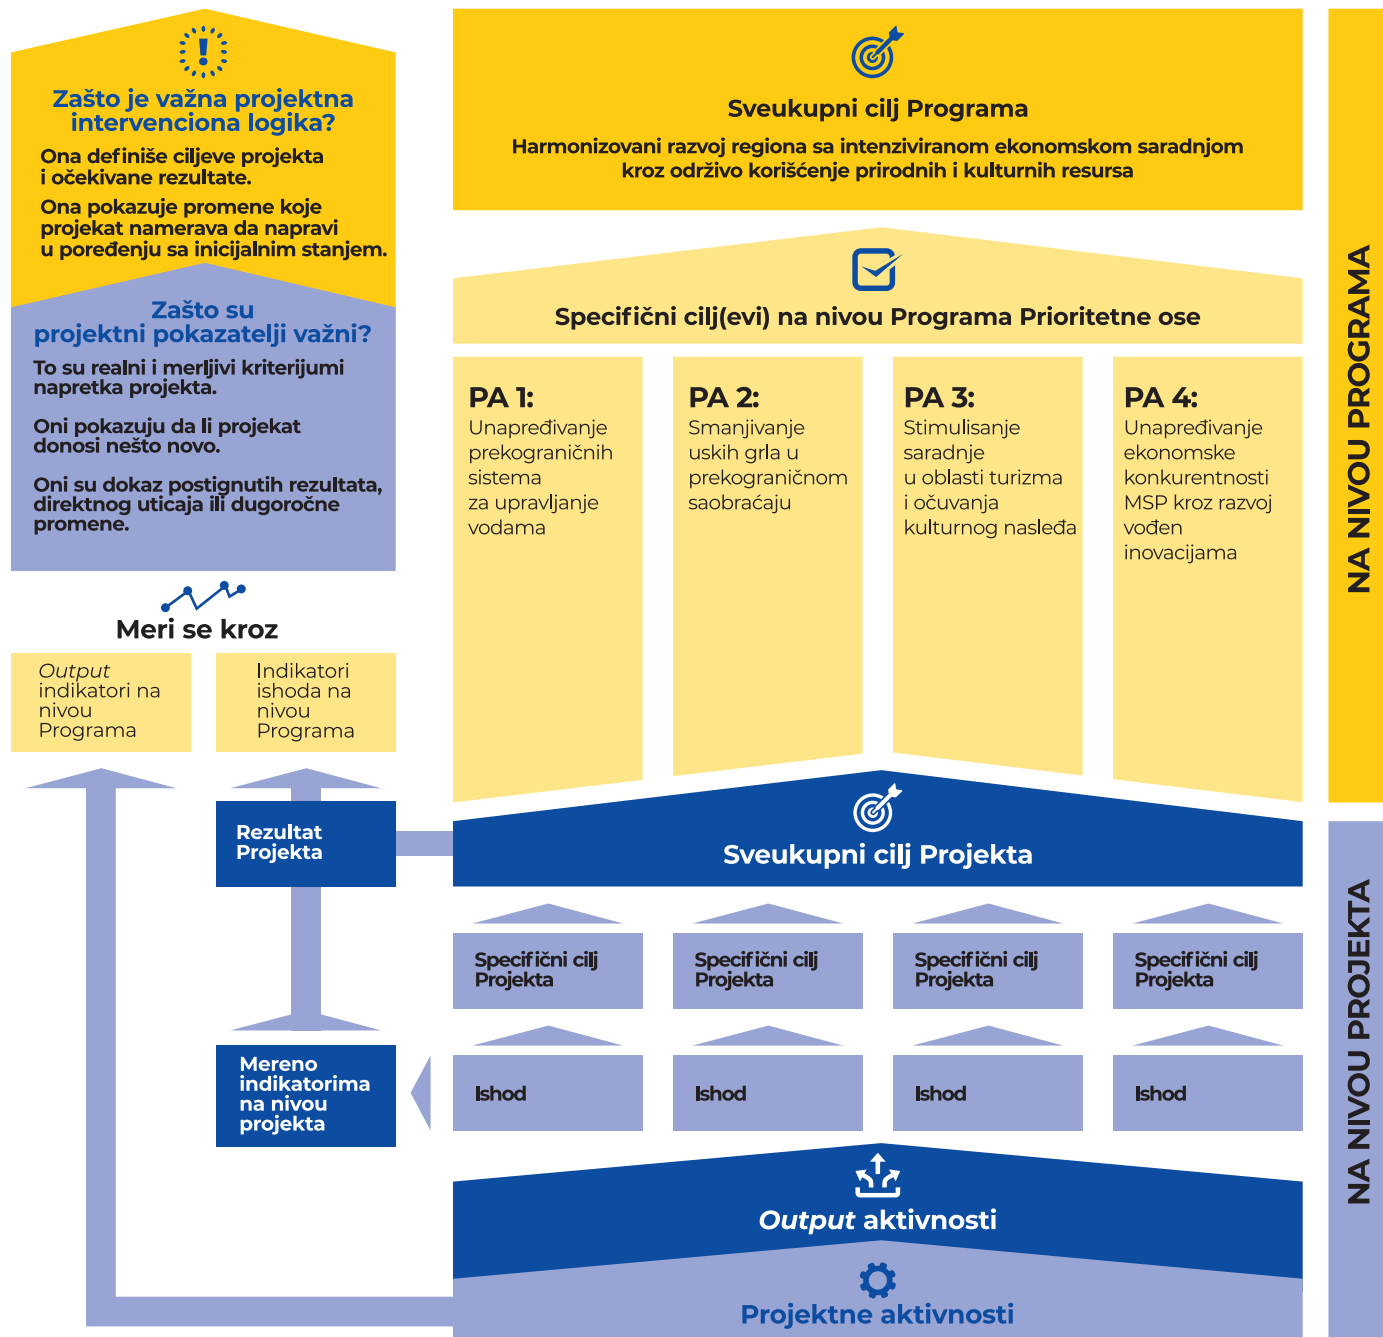 Zašto je važna projektna
intervenciona logika?
Ona definiše ciljeve projekta
i očekivane rezultate.
Ona pokazuje promene koje
projekat namerava da napravi
u poređenju sa inicijalnim stanjem.
Zašto su
projektni pokazatelji važni?
To su realni i merljivi kriterijumi
napretka projekta.
Oni pokazuju da li projekat
donosi nešto novo.
Oni su dokaz postignutih rezultata,
direktnog uticaja ili dugoročne
promene.
Meri se kroz
Output
indikatori na
nivou
Programa
Indikatori
ishoda na
nivou
Programa
Rezultat
Projekta
Mereno
indikatorima
na nivou
projekta
Sveukupni cilj Programa
Harmonizovani razvoj regiona sa intenziviranom ekonomskom saradnjom
kroz održivo korišćenje prirodnih i kulturnih resursa
Specifični cilj(evi) na nivou Programa Prioritetne ose
PA 1:
Unapređivanje
prekograničnih
sistema
za upravljanje
vodama
PA 2:
Smanjivanje
uskih grla u
prekograničnom
saobraćaju
PA 3:
Stimulisanje
saradnje
u oblasti turizma
i očuvanja
kulturnog nasleđa
PA 4:
Unapređivanje
ekonomske
konkurentnosti
MSP kroz razvoj
vođen
inovacijama
Sveukupni cilj Projekta
Specifični cilj
Projekta
Specifični cilj
Projekta
Specifični cilj
Projekta
Specifični cilj
Projekta
Ishod
Ishod
Ishod
Ishod
Output aktivnosti
Projektne aktivnosti
NA NIVOU PROGRAMA
NA NIVOU PROJEKTA